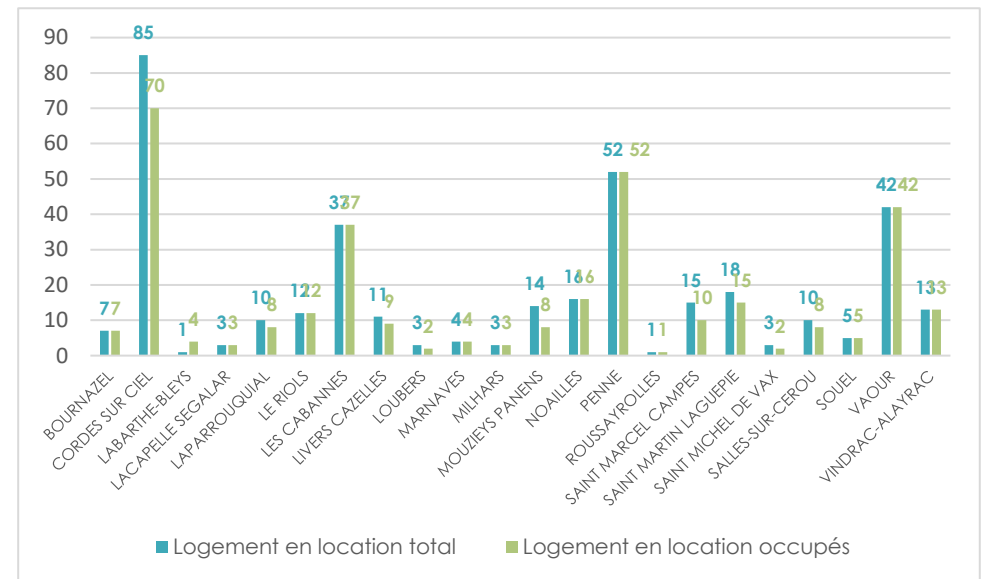 90
80
70
60
50
40
30
20
10
0
7 7
85 70
1 4
3 3
10 8
12 12
37 37
11 9
3 2
4 4
3 3
14 8
16 16
52 52
1 1
15 10
18 15
3 2
10 8
5 5
42 42
13 13
BOURNAZEL
CORDES SUR CIEL
LABARTHE-BLEYS
LACAPELLE SEGALAR
LAPARROUQUIAL
LE RIOLS
LES CABANNES
LIVERS CAZELLES
LOUBERS
MARNAVES
MILHARS
MOUZIEYS PANENS
NOAILLES
PENNE
ROUSSAYROLLES
SAINT MARCEL CAMPES
SAINT MARTIN LAGUEPIE
SAINT MICHEL DE VAX
SALLES-SUR-CEROU
SOUEL
VAOUR
VINDRAC-ALAYRAC
Logement en location total
Logement en location occupés